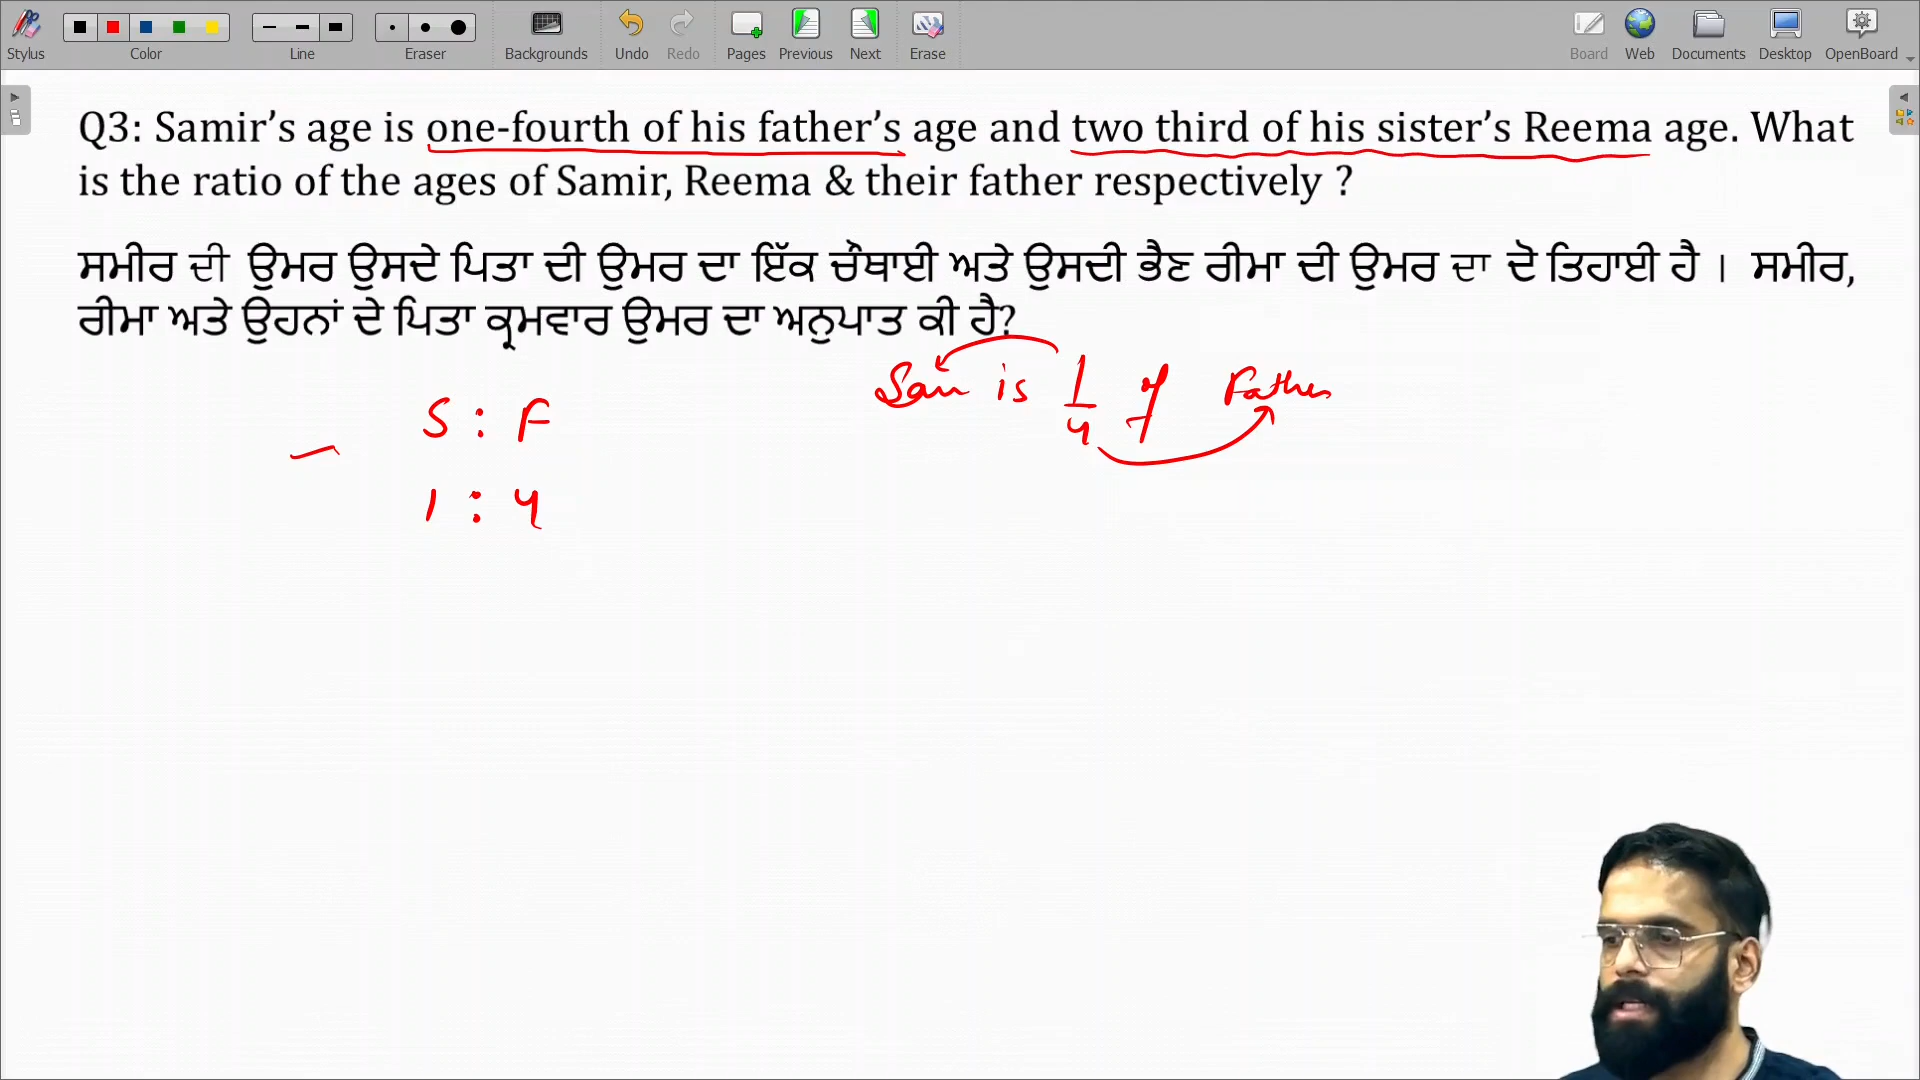 Stylus Color Line Eraser Backgrounds Undo Redo Pages Previous Next Erase Board Web Documents Desktop OpenBoard
Q3: Samir’s age is one-fourth of his father’s age and two third of his sister’s Reema age. What
is the ratio of the ages of Samir, Reema & their father respectively ?
ਸਮੀਰ ਦੀ ਉਮਰ ਉਸਦੇ ਪਿਤਾ ਦੀ ਉਮਰ ਦਾ ਇੱਕ ਚੌਥਾਈ ਅਤੇ ਉਸਦੀ ਭੈਣ ਰੀਮਾ ਦੀ ਉਮਰ ਦਾ ਦੋ ਤਿਹਾਈ ਹੈ । ਸਮੀਰ,
ਰੀਮਾ ਅਤੇ ਉਹਨਾਂ ਦੇ ਪਿਤਾ ਕ੍ਰਮਵਾਰ ਉਮਰ ਦਾ ਅਨੁਪਾਤ ਕੀ ਹੈ?
Sam is 1/4 of Father
S : F
1 : 4